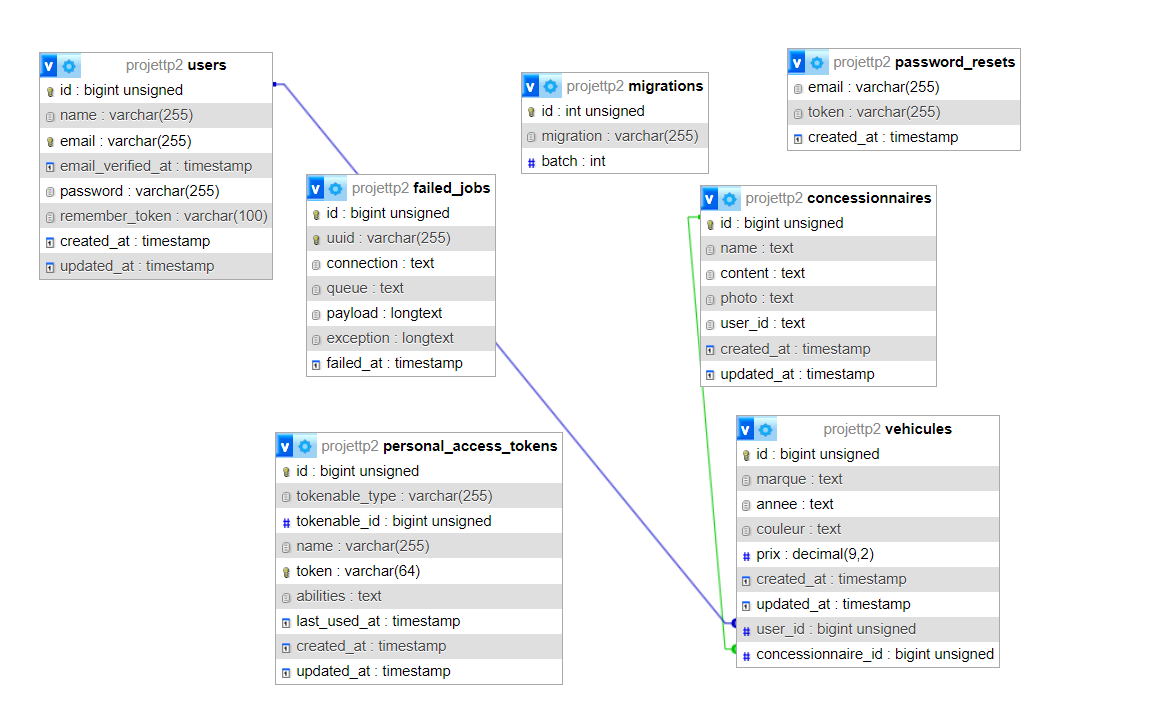 projettp2 users
id : bigint unsigned
name : varchar(255)
email : varchar(255)
email_verified_at : timestamp
password : varchar(255)
remember_token : varchar(100)
created_at : timestamp
updated_at : timestamp
projettp2 failed_jobs
id : bigint unsigned
uuid : varchar(255)
connection : text
queue : text
payload : longtext
exception : longtext
failed_at : timestamp
projettp2 personal_access_tokens
id : bigint unsigned
tokenable_type : varchar(255)
# tokenable_id : bigint unsigned
name : varchar(255)
token : varchar(64)
abilities : text
last_used_at : timestamp
created_at : timestamp
updated_at : timestamp
projettp2 migrations
id : int unsigned
migration : varchar(255)
# batch : int
projettp2 password_resets
email : varchar(255)
token : varchar(255)
created_at : timestamp
projettp2 concessionnaires
id : bigint unsigned
name : text
content : text
photo : text
user_id : text
created_at : timestamp
updated_at : timestamp
projettp2 vehicules
id : bigint unsigned
marque : text
annee : text
couleur : text
# prix : decimal(9,2)
created_at : timestamp
updated_at : timestamp
# user_id : bigint unsigned
# concessionnaire_id : bigint unsigned